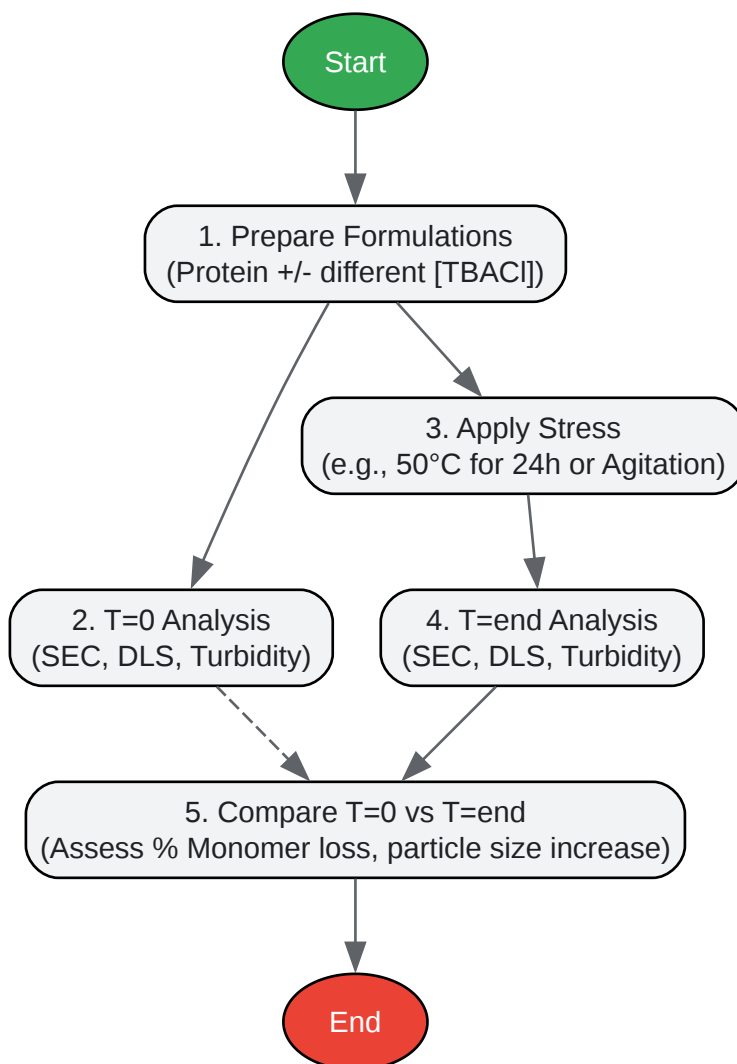 Start
1. Prepare Formulations
(Protein +/- different [TBACl])
3. Apply Stress
(e.g., 50°C for 24h or Agitation)
2. T=0 Analysis
(SEC, DLS, Turbidity)
4. T=end Analysis
(SEC, DLS, Turbidity)
5. Compare T=0 vs T=end
(Assess % Monomer loss, particle size increase)
End